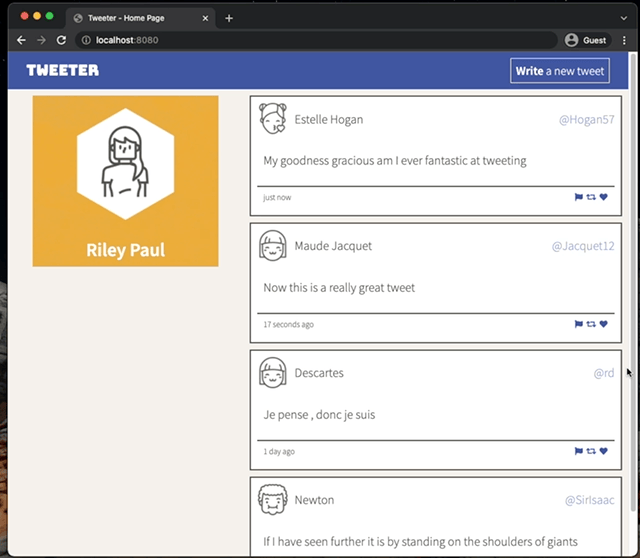 Tweeter - Home Page
localhost:8080
Guest
TWEETER
Write a new tweet
Riley Paul
Estelle Hogan
@Hogan57
My goodness gracious am I ever fantastic at tweeting
just now
Maude Jacquet
@Jacquet12
Now this is a really great tweet
17 seconds ago
Descartes
@rd
Je pense , donc je suis
1 day ago
Newton
@SirIsaac
If I have seen further it is by standing on the shoulders of giants